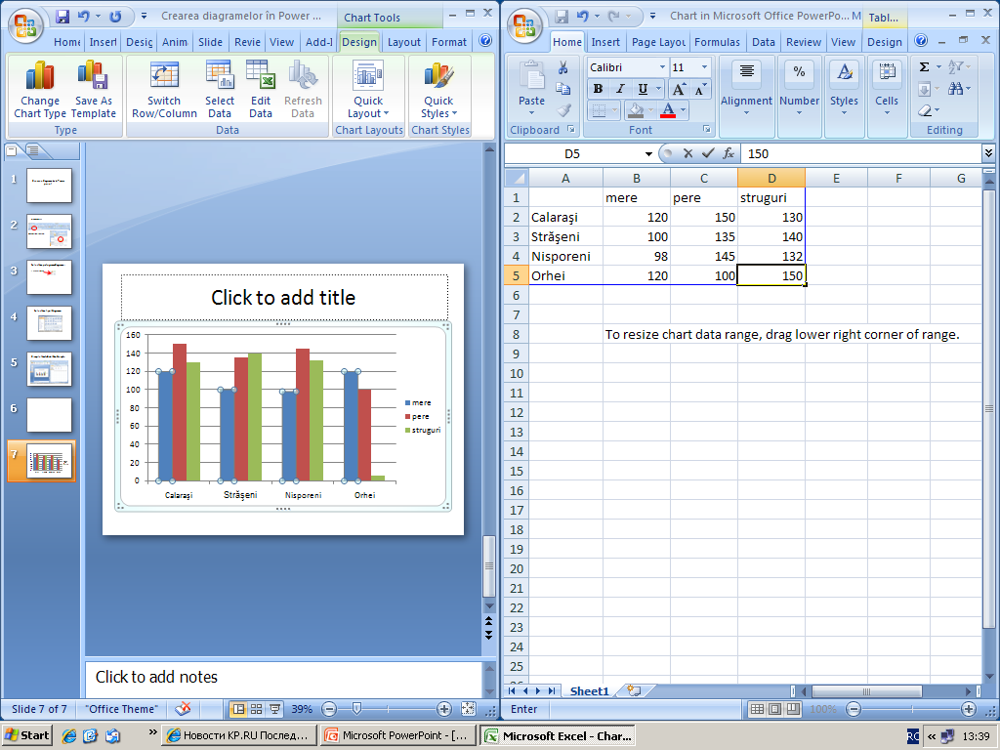 Crearea diagramelor în Power ...
Chart Tools
Home
Insert
Desig
Anim
Slide
Revie
View
Add-I
Design
Layout
Format
Change Chart Type
Save As Template
Switch Row/Column
Select Data
Edit Data
Refresh Data
Quick Layout
Quick Styles
Type
Data
Chart Layouts
Chart Styles
1
2
3
4
5
6
7
Click to add title
160
140
120
100
80
60
40
20
0
Calaraşi
Străşeni
Nisporeni
Orhei
mere
pere
struguri
Click to add notes
Slide 7 of 7
"Office Theme"
39%
Chart in Microsoft Office PowerPo... M
Tabl...
Home
Insert
Page Layou
Formulas
Data
Review
View
Design
Paste
Calibri
11
B I U
A A
A
%
A
Σ
Alignment
Number
Styles
Cells
Clipboard
Font
Editing
D5
fx
150
A B C D E F G
1 mere pere struguri
2 Calaraşi 120 150 130
3 Străşeni 100 135 140
4 Nisporeni 98 145 132
5 Orhei 120 100 150
6
7
8 To resize chart data range, drag lower right corner of range.
9
10
11
12
13
14
15
16
17
18
19
20
21
22
23
24
25
Sheet1
Enter
100%
Start
»
Новости KP.RU Послед...
Microsoft PowerPoint - [...
Microsoft Excel - Char...
RO
«
13:39